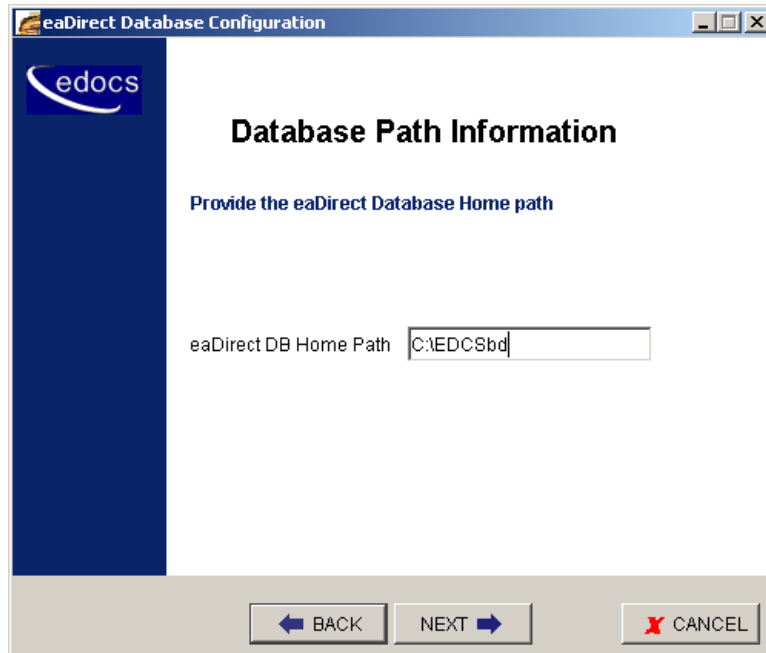 eaDirect Database Configuration
edocs
Database Path Information
Provide the eaDirect Database Home path
eaDirect DB Home Path C:\EDCSbd
BACK NEXT CANCEL